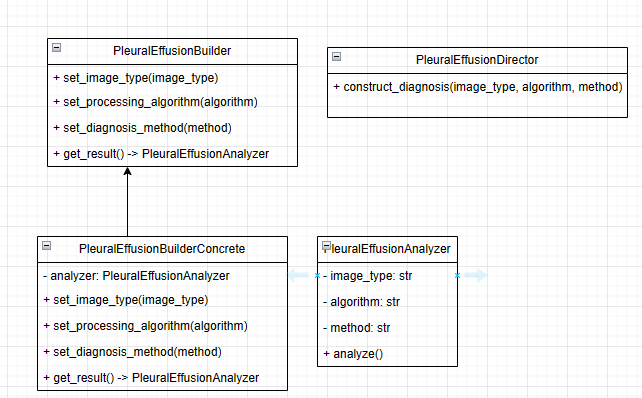 PleuralEffusionBuilder
+ set_image_type(image_type)
+ set_processing_algorithm(algorithm)
+ set_diagnosis_method(method)
+ get_result() -> PleuralEffusionAnalyzer
PleuralEffusionDirector
+ construct_diagnosis(image_type, algorithm, method)
PleuralEffusionBuilderConcrete
- analyzer: PleuralEffusionAnalyzer
+ set_image_type(image_type)
+ set_processing_algorithm(algorithm)
+ set_diagnosis_method(method)
+ get_result() -> PleuralEffusionAnalyzer
PleuralEffusionAnalyzer
- image_type: str
- algorithm: str
- method: str
+ analyze()